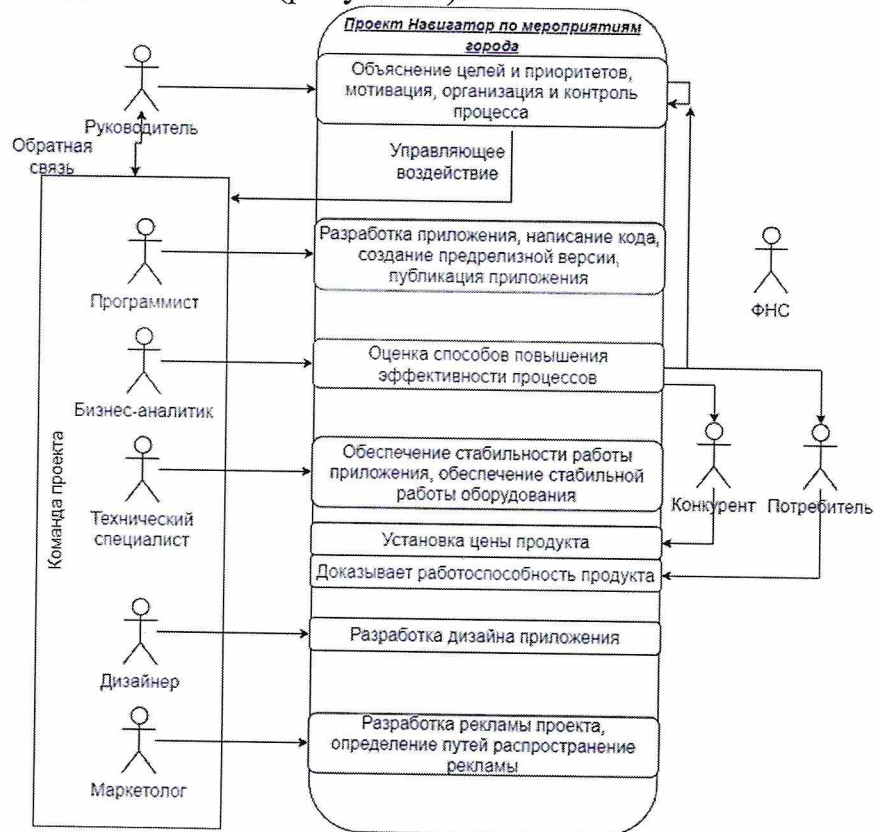 Проект Навигатор по мероприятиям
города
Объяснение целей и приоритетов,
мотивация, организация и контроль
процесса
Руководитель
Обратная
связь
Управляющее
воздействие
Разработка приложения, написание кода,
создание предрелизной версии,
публикация приложения
Программист
ФНС
Оценка способов повышения
эффективности процессов
Бизнес-аналитик
Команда проекта
Обеспечение стабильности работы
приложения, обеспечение стабильной
работы оборудования
Технический
специалист
Конкурент
Потребитель
Установка цены продукта
Доказывает работоспособность продукта
Разработка дизайна приложения
Дизайнер
Разработка рекламы проекта,
определение путей распространение
рекламы
Маркетолог